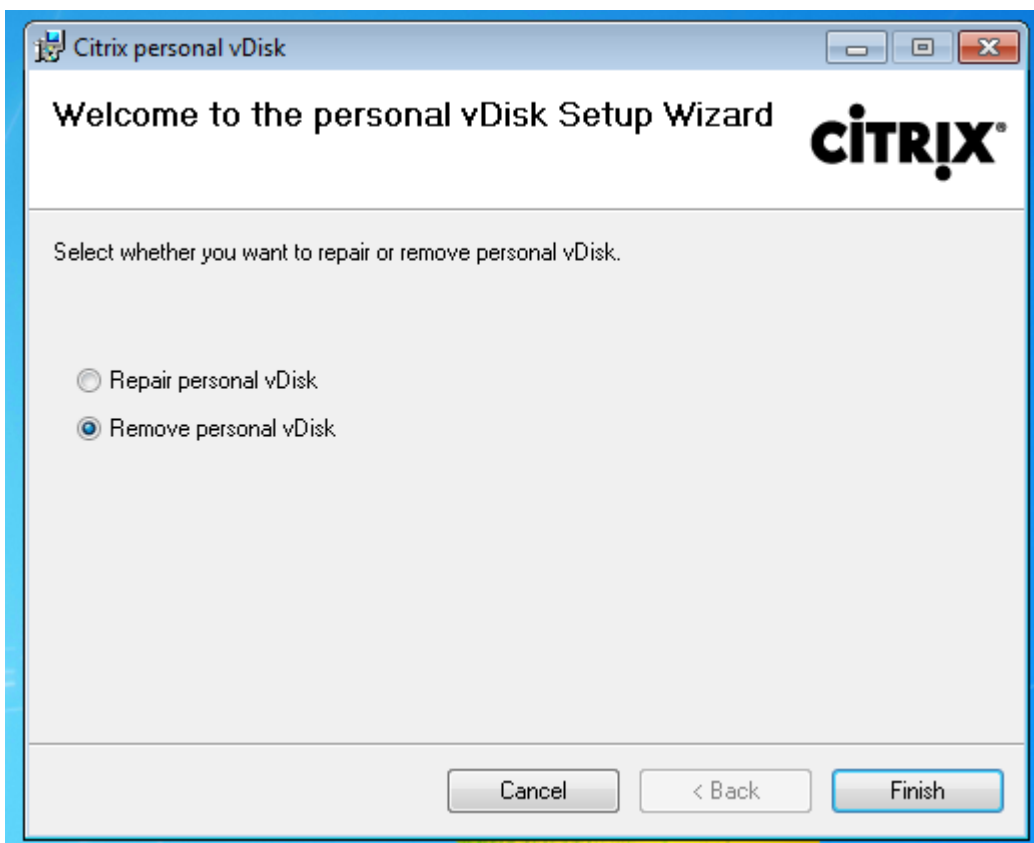 Citrix personal vDisk
Welcome to the personal vDisk Setup Wizard
CITRIX®
Select whether you want to repair or remove personal vDisk.
Repair personal vDisk
Remove personal vDisk
Cancel
< Back
Finish